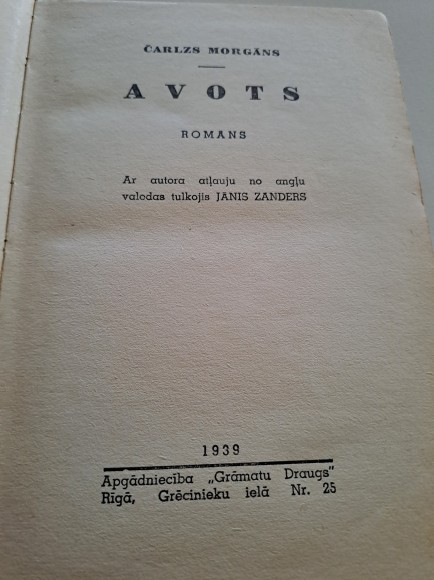 ČARLZS MORGĀNS
AVOTS
ROMANS
Ar autora atļauju no angļu
valodas tulkojis JĀNIS ZANDERS
1939
Apgādniecība „Grāmatu Draugs"
Rīgā, Grēcinieku ielā Nr. 25